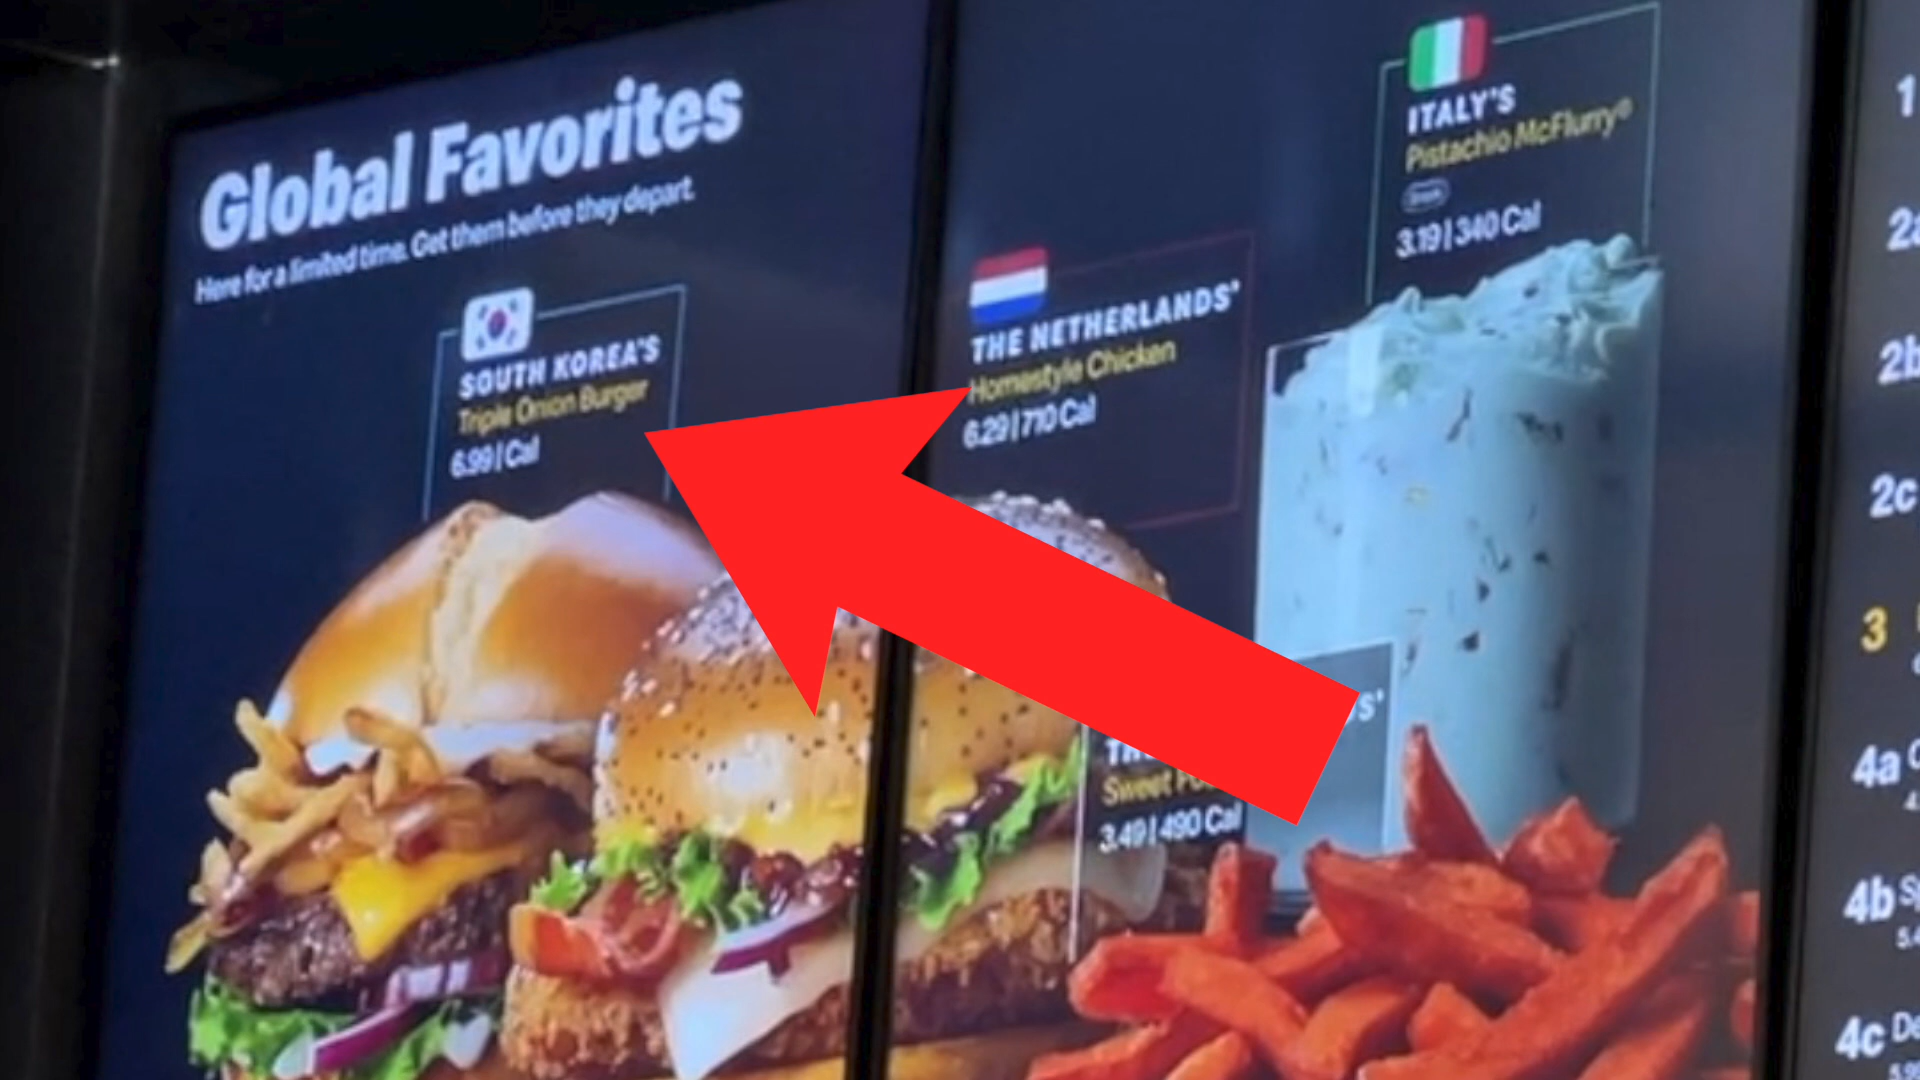 Global Favorites
Here for a limited time. Get them before they depart.
SOUTH KOREA'S
Triple Onion Burger
6.99 | Cal
THE NETHERLANDS'
Homestyle Chicken
6.29 | 710 Cal
ITALY'S
Pistachio McFlurry®
3.19 | 340 Cal
Sweet
3.49 | 490 Cal
1
2a
2b
2c
3
4a
4b
4c